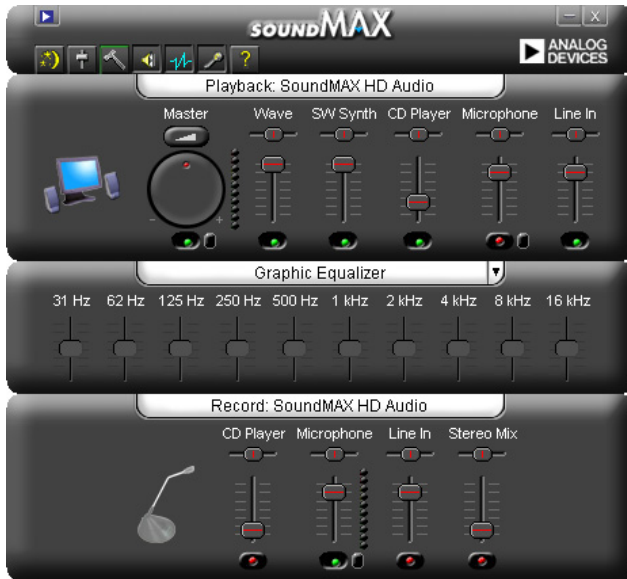 SOUNDMAX
X
?
ANALOG
DEVICES
Playback: SoundMAX HD Audio
Master Wave SW Synth CD Player Microphone Line In
- +
Graphic Equalizer
31 Hz 62 Hz 125 Hz 250 Hz 500 Hz 1 kHz 2 kHz 4 kHz 8 kHz 16 kHz
Record: SoundMAX HD Audio
CD Player Microphone Line In Stereo Mix